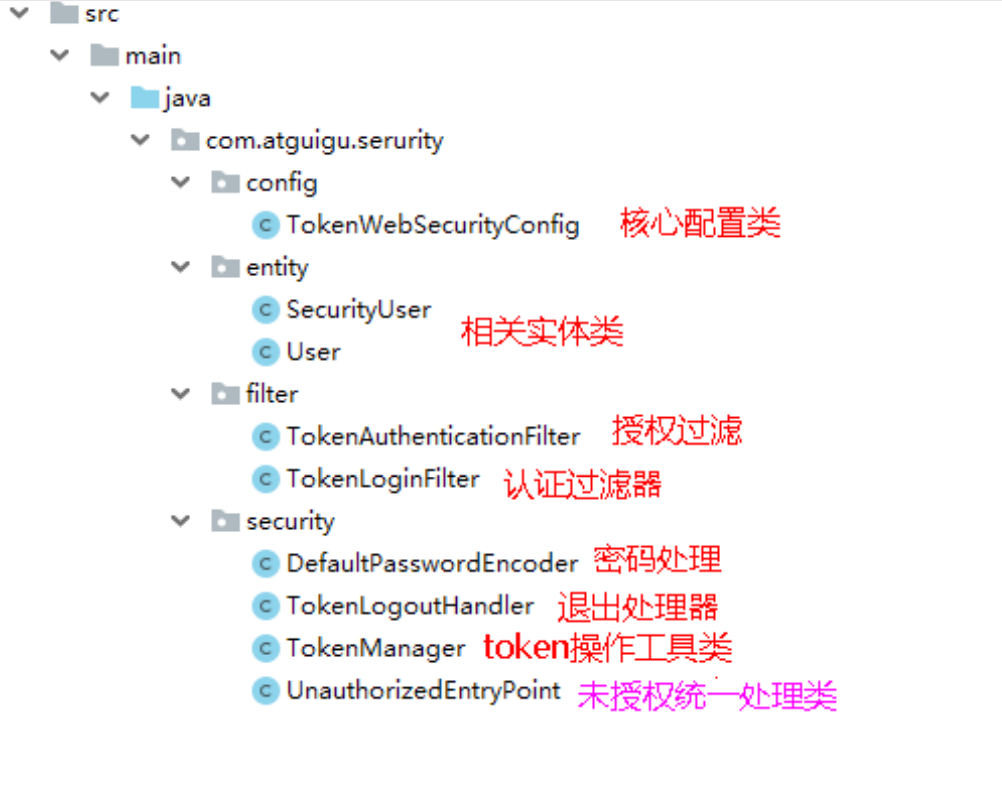 src
main
java
com.atguigu.serurity
config
TokenWebSecurityConfig 核心配置类
entity
SecurityUser
相关实体类
User
filter
TokenAuthenticationFilter 授权过滤
TokenLoginFilter 认证过滤器
security
DefaultPasswordEncoder 密码处理
TokenLogoutHandler 退出处理器
TokenManager token操作工具类
UnauthorizedEntryPoint 未授权统一处理类